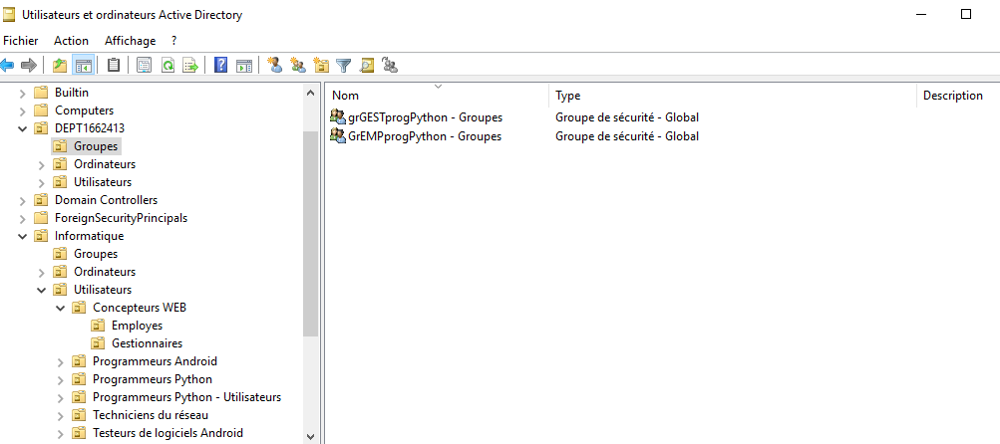 Utilisateurs et ordinateurs Active Directory
Fichier Action Affichage ?
Builtin
Computers
DEPT1662413
Groupes
Ordinateurs
Utilisateurs
Domain Controllers
ForeignSecurityPrincipals
Informatique
Groupes
Ordinateurs
Utilisateurs
Concepteurs WEB
Employes
Gestionnaires
Programmeurs Android
Programmeurs Python
Programmeurs Python - Utilisateurs
Techniciens du réseau
Testeurs de logiciels Android
Nom Type Description
grGESTprogPython - Groupes Groupe de sécurité - Global
GrEMPprogPython - Groupes Groupe de sécurité - Global